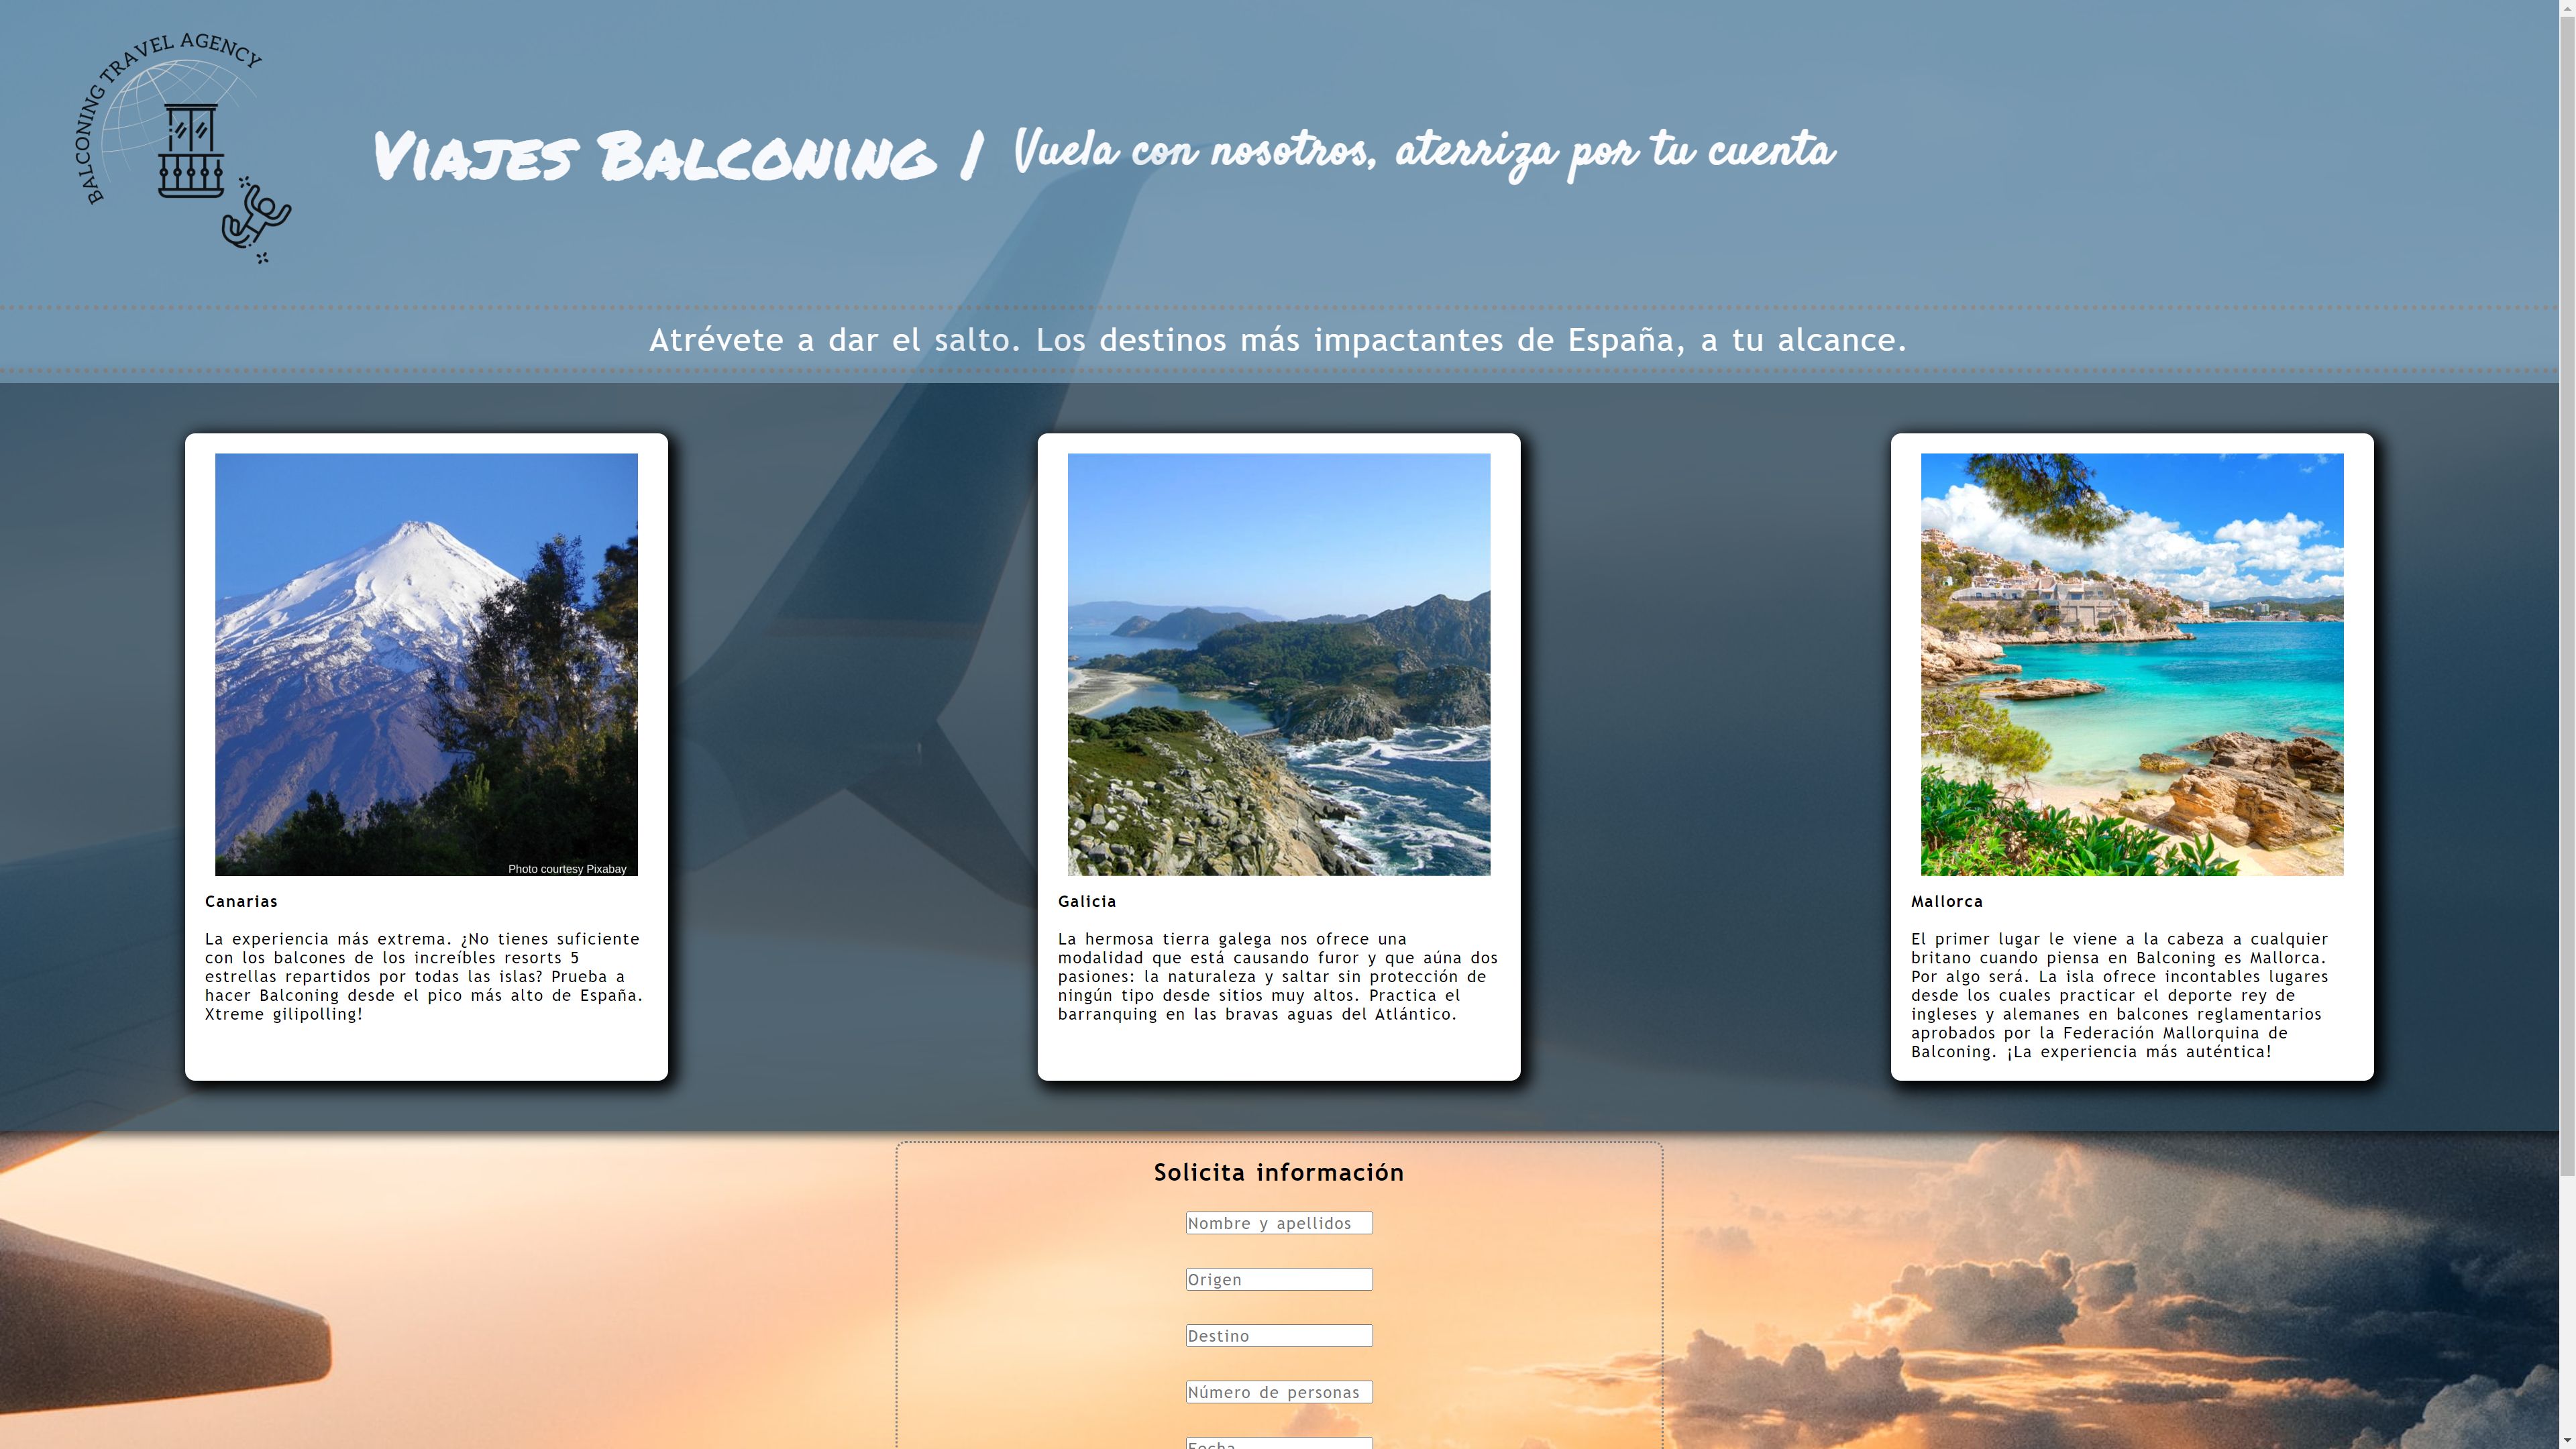 BALCONING TRAVEL AGENCY
Viajes Balconing | Vuela con nosotros, aterriza por tu cuenta
Atrévete a dar el salto. Los destinos más impactantes de España, a tu alcance.
Photo courtesy Pixabay
Canarias
La experiencia más extrema. ¿No tienes suficiente
con los balcones de los increíbles resorts 5
estrellas repartidos por todas las islas? Prueba a
hacer Balconing desde el pico más alto de España.
Xtreme gilipolling!
Galicia
La hermosa tierra galega nos ofrece una
modalidad que está causando furor y que aúna dos
pasiones: la naturaleza y saltar sin protección de
ningún tipo desde sitios muy altos. Practica el
barranquing en las bravas aguas del Atlántico.
Mallorca
El primer lugar le viene a la cabeza a cualquier
britano cuando piensa en Balconing es Mallorca.
Por algo será. La isla ofrece incontables lugares
desde los cuales practicar el deporte rey de
ingleses y alemanes en balcones reglamentarios
aprobados por la Federación Mallorquina de
Balconing. ¡La experiencia más auténtica!
Solicita información
Nombre y apellidos
Origen
Destino
Número de personas
Fecha